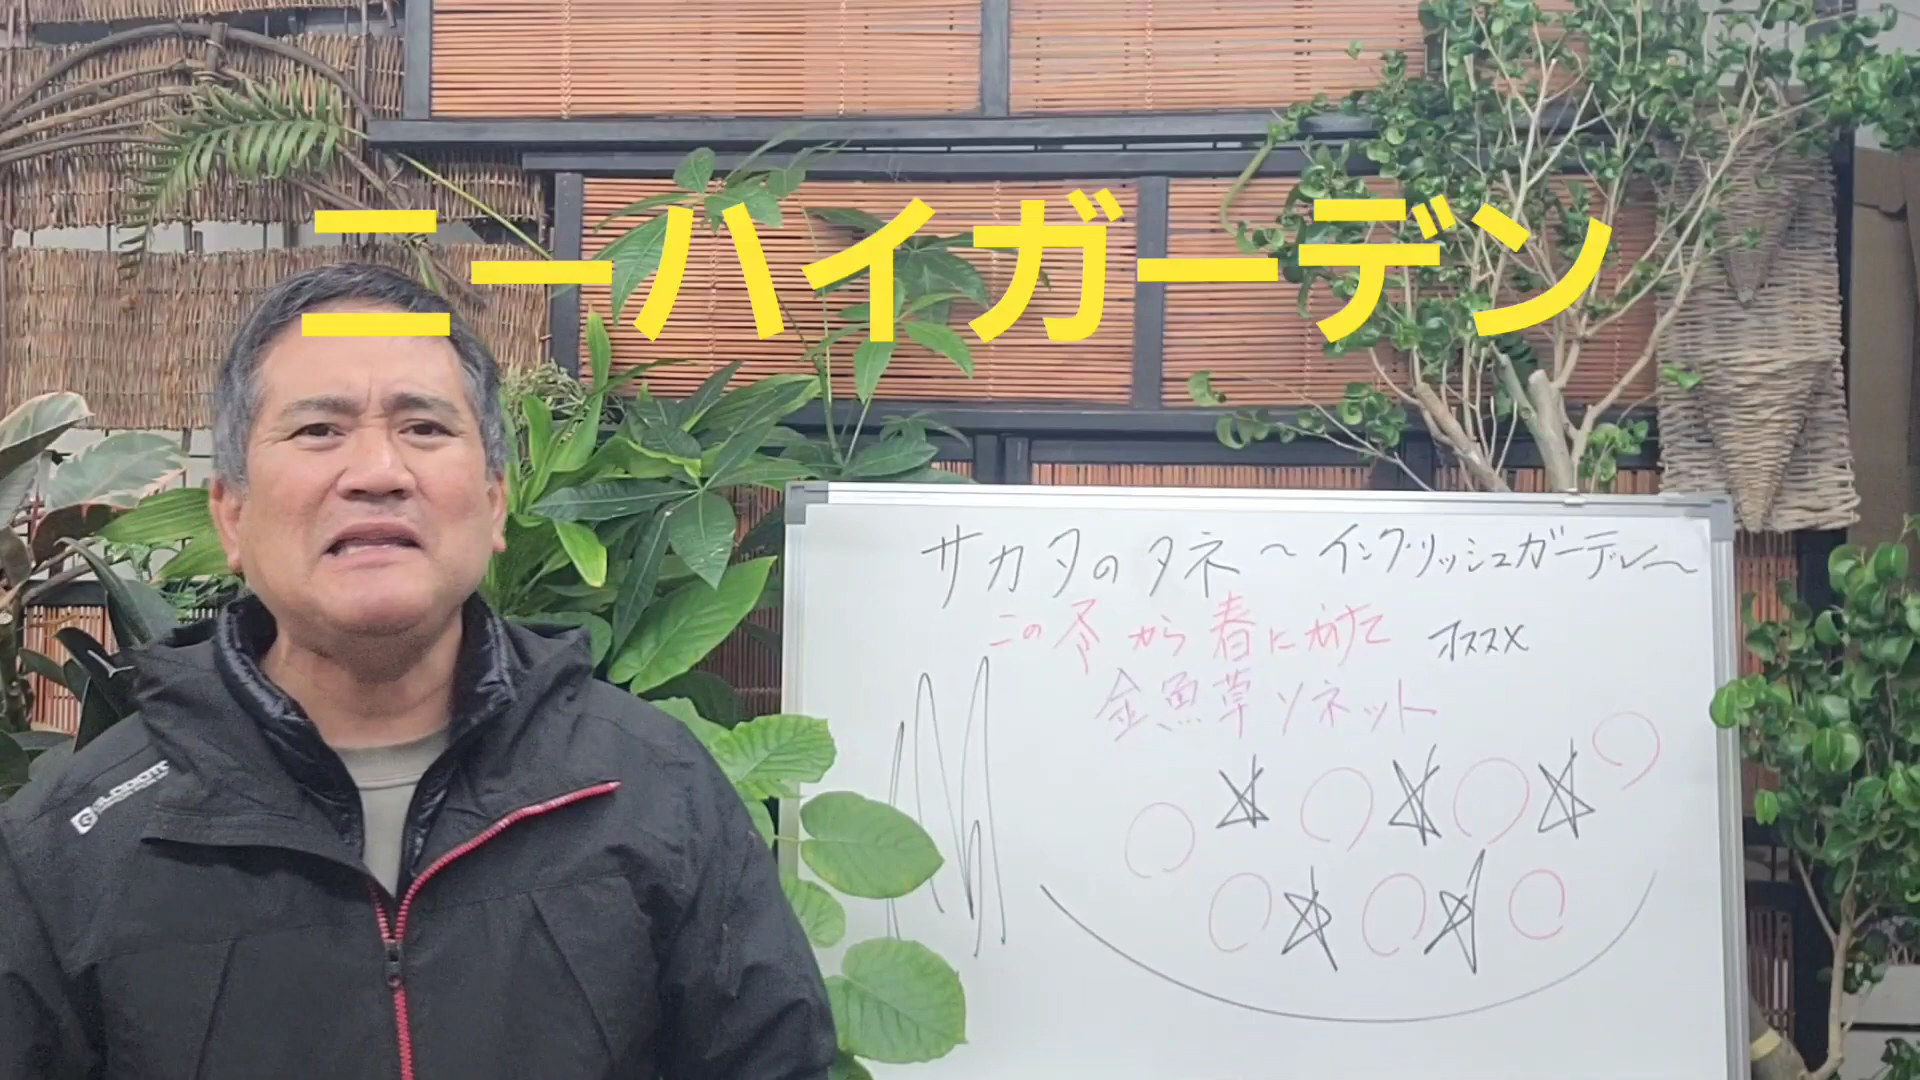 ニーハイガーデン
サカタのタネ ～イングリッシュガーデン～
この冬から春にかけて オススメ
金魚草ソネット
GLADIATOR